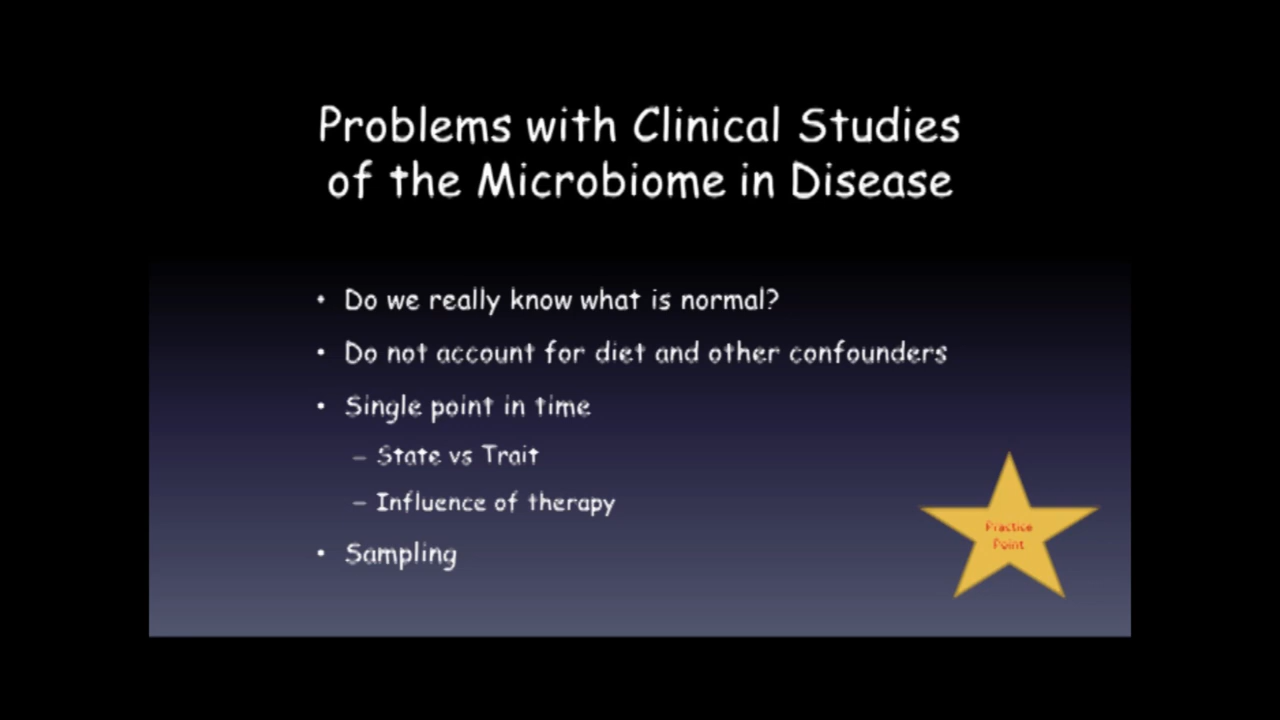 Problems with Clinical Studies
of the Microbiome in Disease
• Do we really know what is normal?
• Do not account for diet and other confounders
• Single point in time
– State vs Trait
– Influence of therapy
• Sampling
Practice
Point